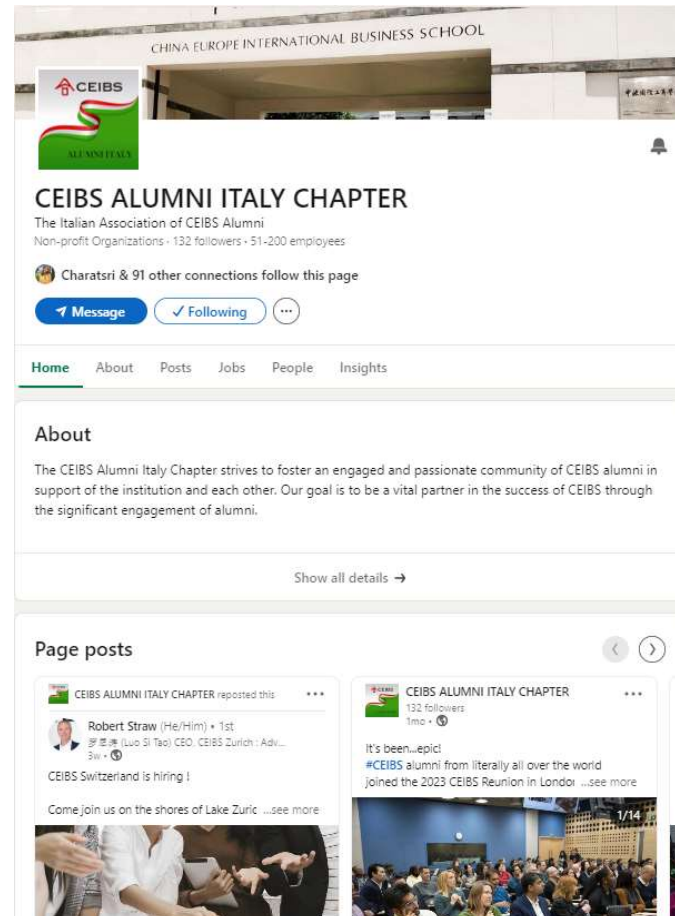 CHINA EUROPE INTERNATIONAL BUSINESS SCHOOL
CEIBS
ALUMNI ITALY
CEIBS ALUMNI ITALY CHAPTER
The Italian Association of CEIBS Alumni
Non-profit Organizations · 132 followers · 51-200 employees
Charatsri & 91 other connections follow this page
Message
Following
Home About Posts Jobs People Insights
About
The CEIBS Alumni Italy Chapter strives to foster an engaged and passionate community of CEIBS alumni in
support of the institution and each other. Our goal is to be a vital partner in the success of CEIBS through
the significant engagement of alumni.
Show all details →
Page posts
CEIBS ALUMNI ITALY CHAPTER reposted this
Robert Straw (He/Him) • 1st
(Luo Si Tao) CEO, CEIBS Zurich : Adv...
3w •
CEIBS Switzerland is hiring !
Come join us on the shores of Lake Zuric ...see more
CEIBS
CEIBS ALUMNI ITALY CHAPTER
132 followers
1mo •
It's been...epic!
#CEIBS alumni from literally all over the world
joined the 2023 CEIBS Reunion in Londo ...see more
1/14